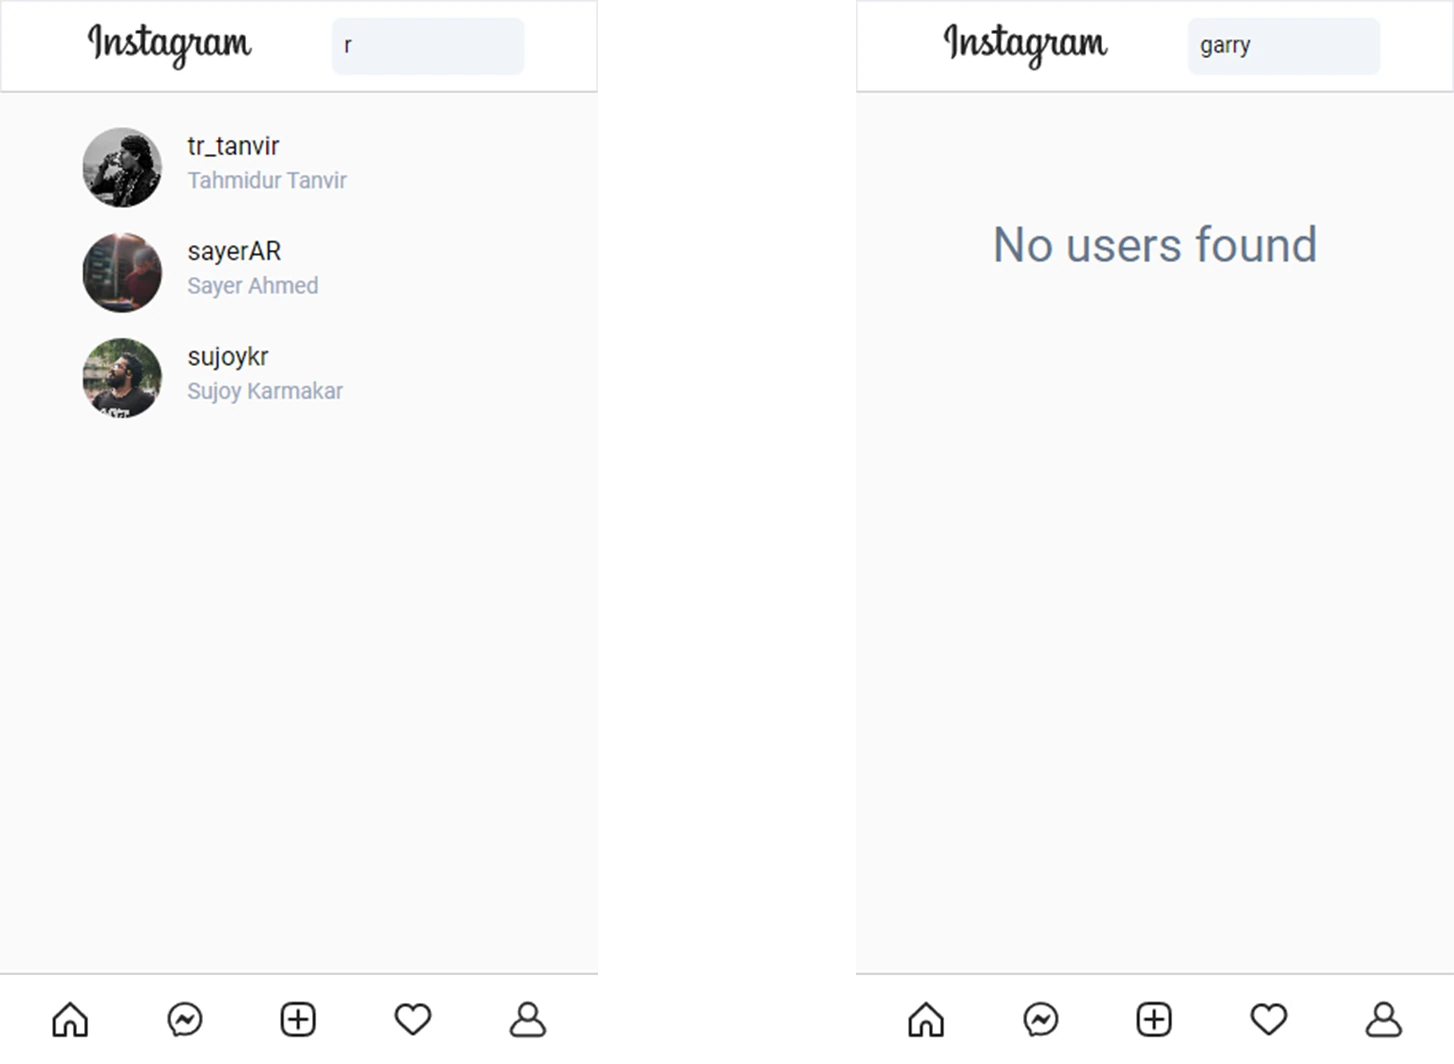 Instagram
r
tr_tanvir
Tahmidur Tanvir
sayerAR
Sayer Ahmed
sujoykr
Sujoy Karmakar
Instagram
garry
No users found